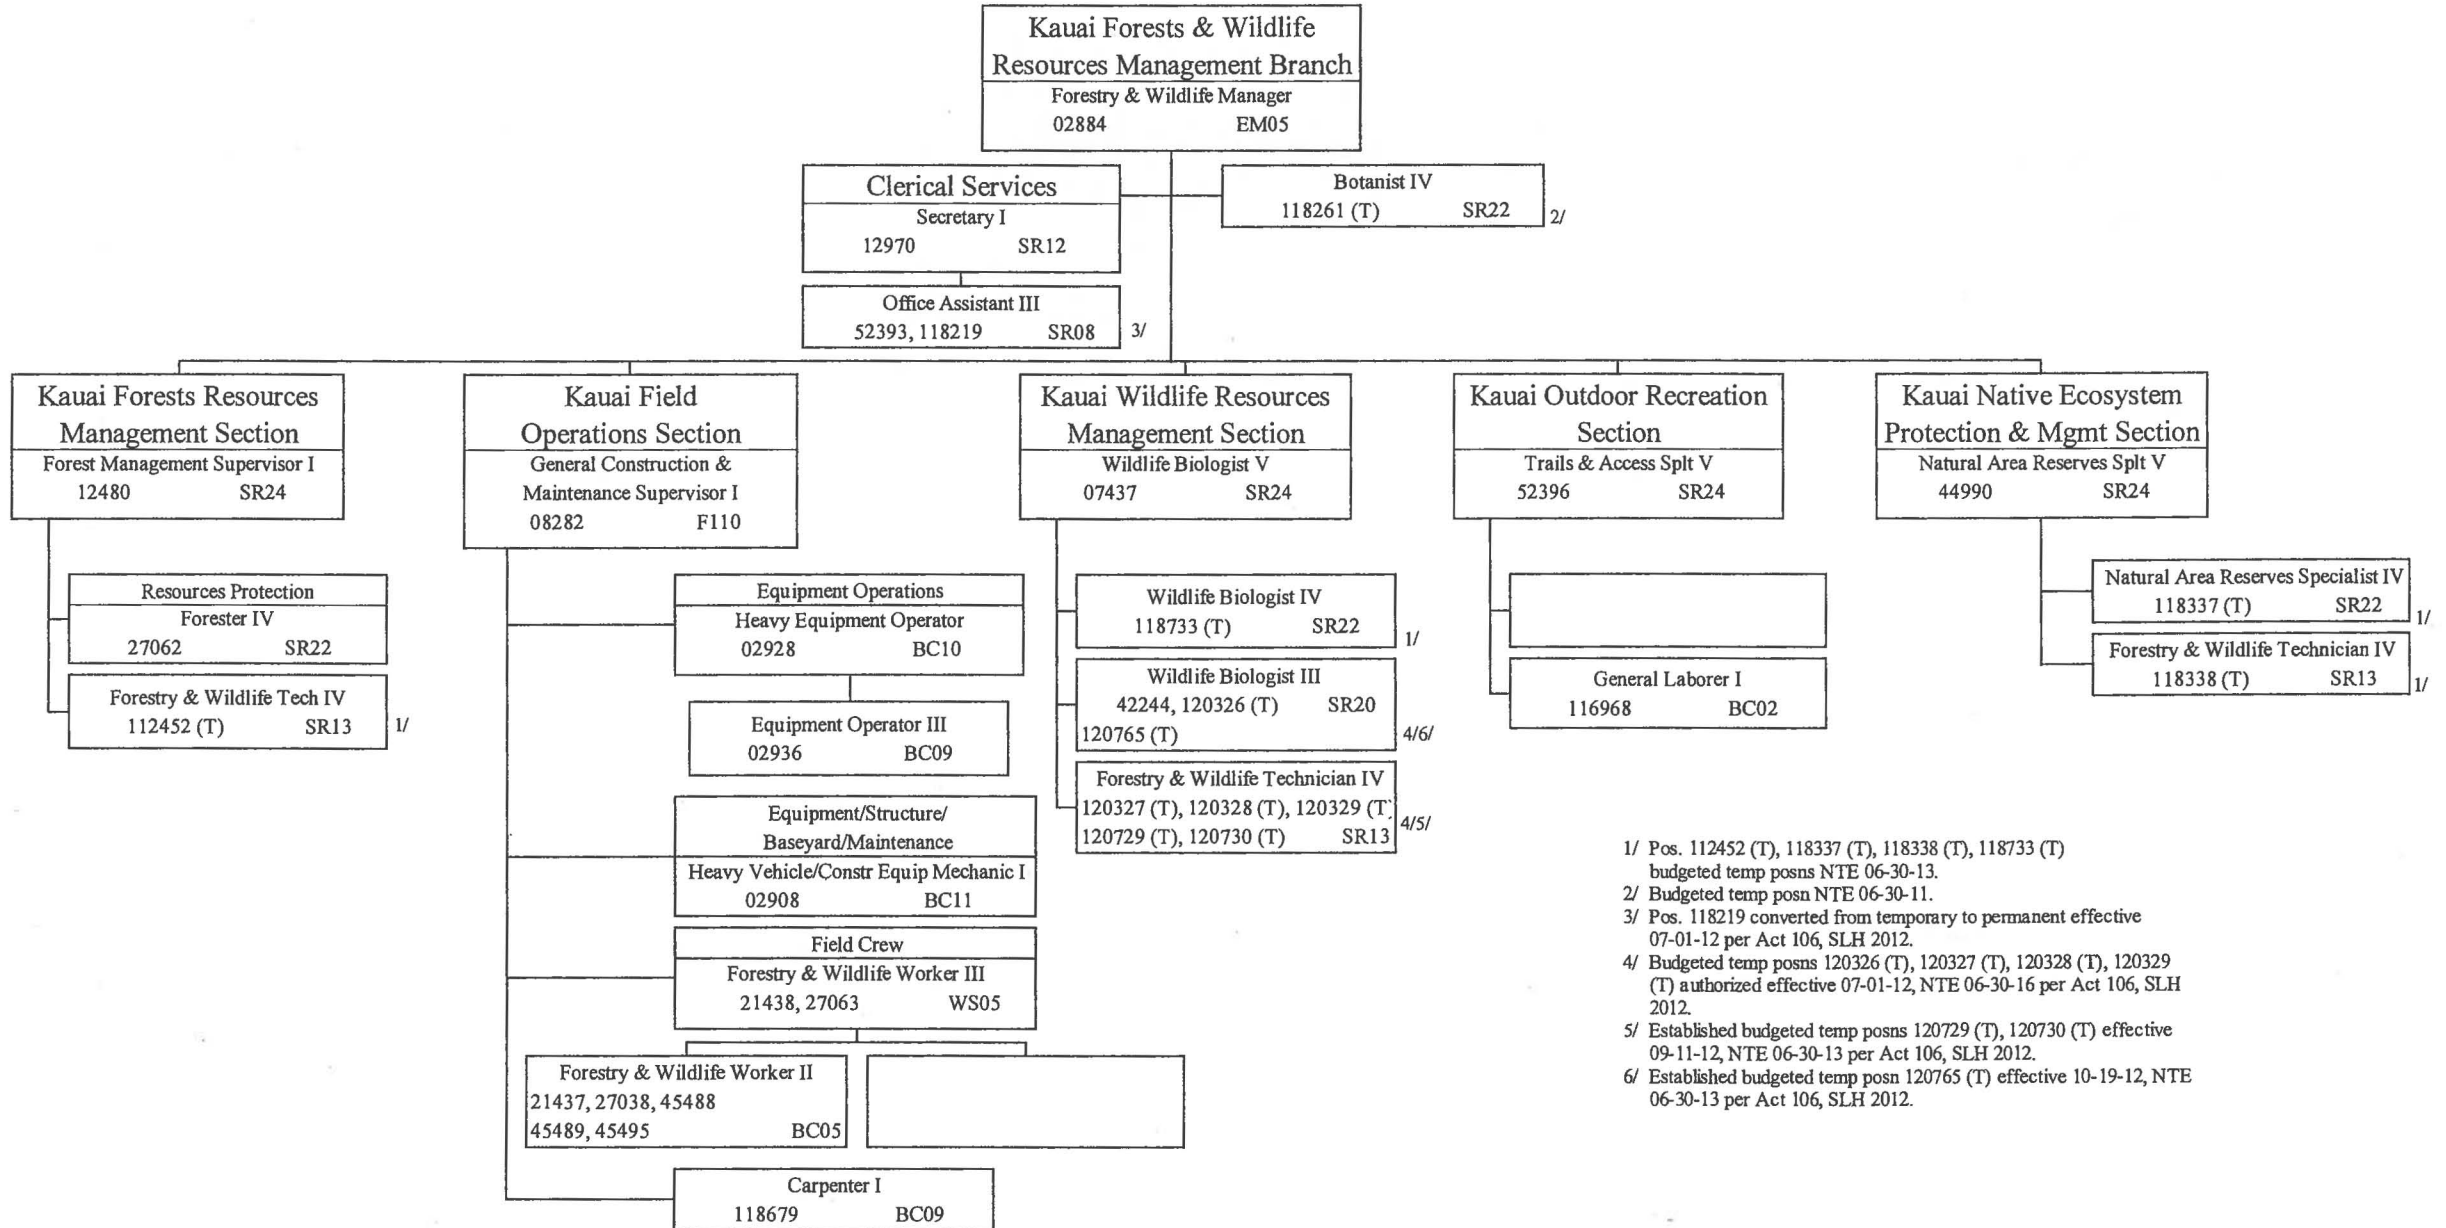 Kauai Forests & Wildlife
Resources Management Branch
Forestry & Wildlife Manager
02884 EM05
Clerical Services
Secretary I
12970 SR12
Botanist IV
118261 (T) SR22 2/
Office Assistant III
52393, 118219 SR08 3/
Kauai Forests Resources
Management Section
Forest Management Supervisor I
12480 SR24
Resources Protection
Forester IV
27062 SR22
Forestry & Wildlife Tech IV
112452 (T) SR13 1/
Kauai Field
Operations Section
General Construction &
Maintenance Supervisor I
08282 F110
Equipment Operations
Heavy Equipment Operator
02928 BC10
Equipment Operator III
02936 BC09
Equipment/Structure/
Baseyard/Maintenance
Heavy Vehicle/Constr Equip Mechanic I
02908 BC11
Field Crew
Forestry & Wildlife Worker III
21438, 27063 WS05
Forestry & Wildlife Worker II
21437, 27038, 45488
45489, 45495 BC05
Carpenter I
118679 BC09
Kauai Wildlife Resources
Management Section
Wildlife Biologist V
07437 SR24
Wildlife Biologist IV
118733 (T) SR22 1/
Wildlife Biologist III
42244, 120326 (T) SR20
120765 (T) 4/6/
Forestry & Wildlife Technician IV
120327 (T), 120328 (T), 120329 (T)
120729 (T), 120730 (T) SR13 4/5/
Kauai Outdoor Recreation
Section
Trails & Access Splt V
52396 SR24
General Laborer I
116968 BC02
Kauai Native Ecosystem
Protection & Mgmt Section
Natural Area Reserves Splt V
44990 SR24
Natural Area Reserves Specialist IV
118337 (T) SR22 1/
Forestry & Wildlife Technician IV
118338 (T) SR13 1/
1/ Pos. 112452 (T), 118337 (T), 118338 (T), 118733 (T)
budgeted temp posns NTE 06-30-13.
2/ Budgeted temp posn NTE 06-30-11.
3/ Pos. 118219 converted from temporary to permanent effective
07-01-12 per Act 106, SLH 2012.
4/ Budgeted temp posns 120326 (T), 120327 (T), 120328 (T), 120329
(T) authorized effective 07-01-12, NTE 06-30-16 per Act 106, SLH
2012.
5/ Established budgeted temp posns 120729 (T), 120730 (T) effective
09-11-12, NTE 06-30-13 per Act 106, SLH 2012.
6/ Established budgeted temp posn 120765 (T) effective 10-19-12, NTE
06-30-13 per Act 106, SLH 2012.